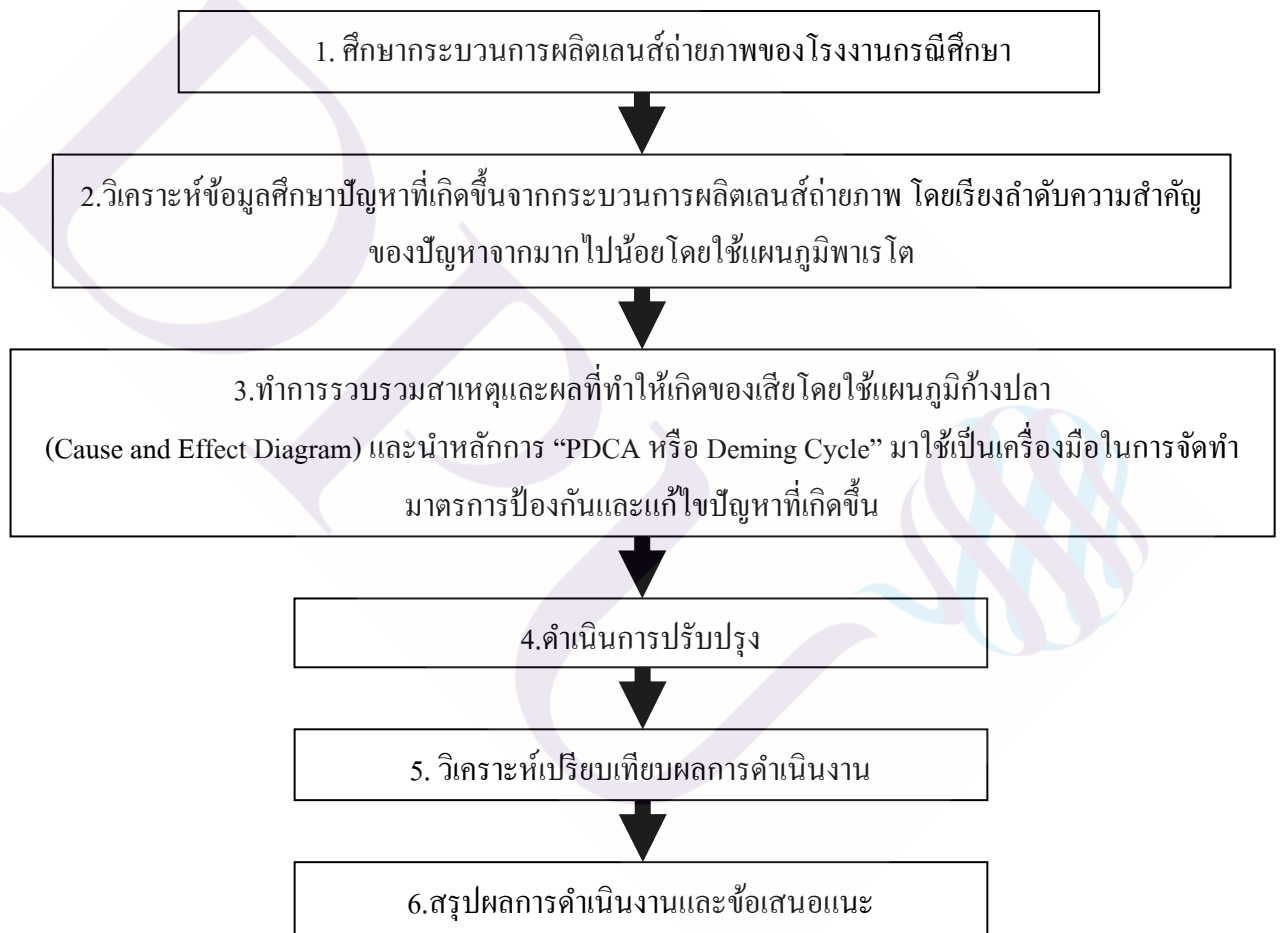 1. ศึกษากระบวนการผลิตเลนส์ถ่ายภาพของโรงงานกรณีศึกษา
2.วิเคราะห์ข้อมูลศึกษาปัญหาที่เกิดขึ้นจากกระบวนการผลิตเลนส์ถ่ายภาพ โดยเรียงลำดับความสำคัญ
ของปัญหาจากมากไปน้อยโดยใช้แผนภูมิพาเรโต
3.ทำการรวบรวมสาเหตุและผลที่ทำให้เกิดของเสียโดยใช้แผนภูมิก้างปลา
(Cause and Effect Diagram) และนำหลักการ “PDCA หรือ Deming Cycle” มาใช้เป็นเครื่องมือในการจัดทำ
มาตรการป้องกันและแก้ไขปัญหาที่เกิดขึ้น
4.ดำเนินการปรับปรุง
5. วิเคราะห์เปรียบเทียบผลการดำเนินงาน
6.สรุปผลการดำเนินงานและข้อเสนอแนะ
DPU